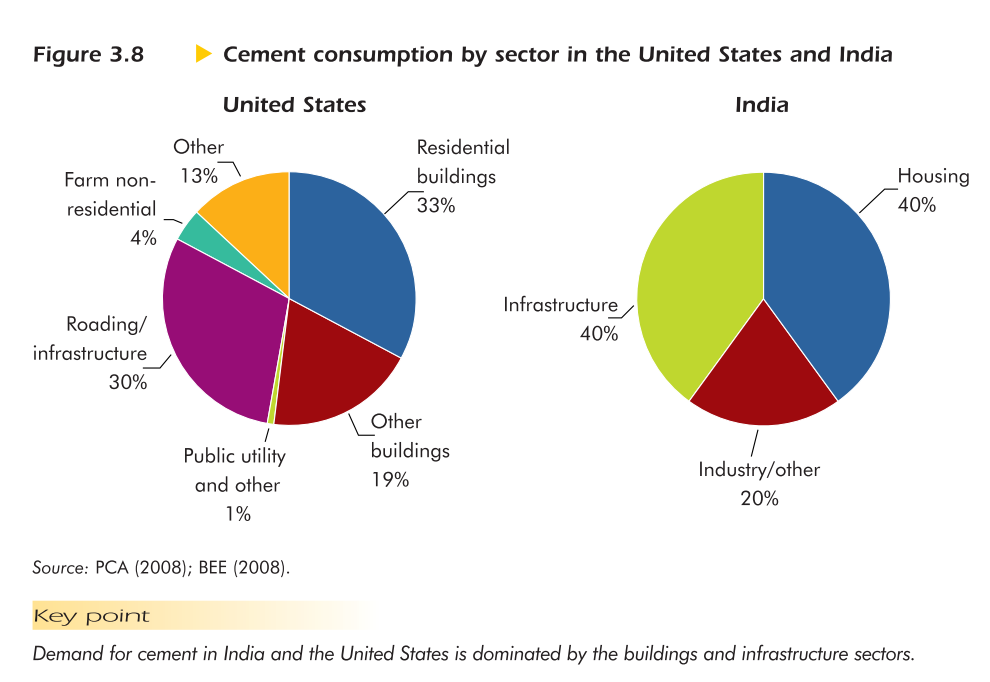 Figure 3.8 Cement consumption by sector in the United States and India
United States
Other
13%
Farm non-
residential
4%
Roading/
infrastructure
30%
Public utility
and other
1%
Other
buildings
19%
Residential
buildings
33%
India
Housing
40%
Infrastructure
40%
Industry/other
20%
Source: PCA (2008); BEE (2008).
Key point
Demand for cement in India and the United States is dominated by the buildings and infrastructure sectors.